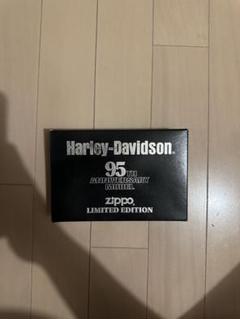 Harley-Davidson®
95TH
ANNIVERSARY
MODEL
zippo®
LIMITED EDITION